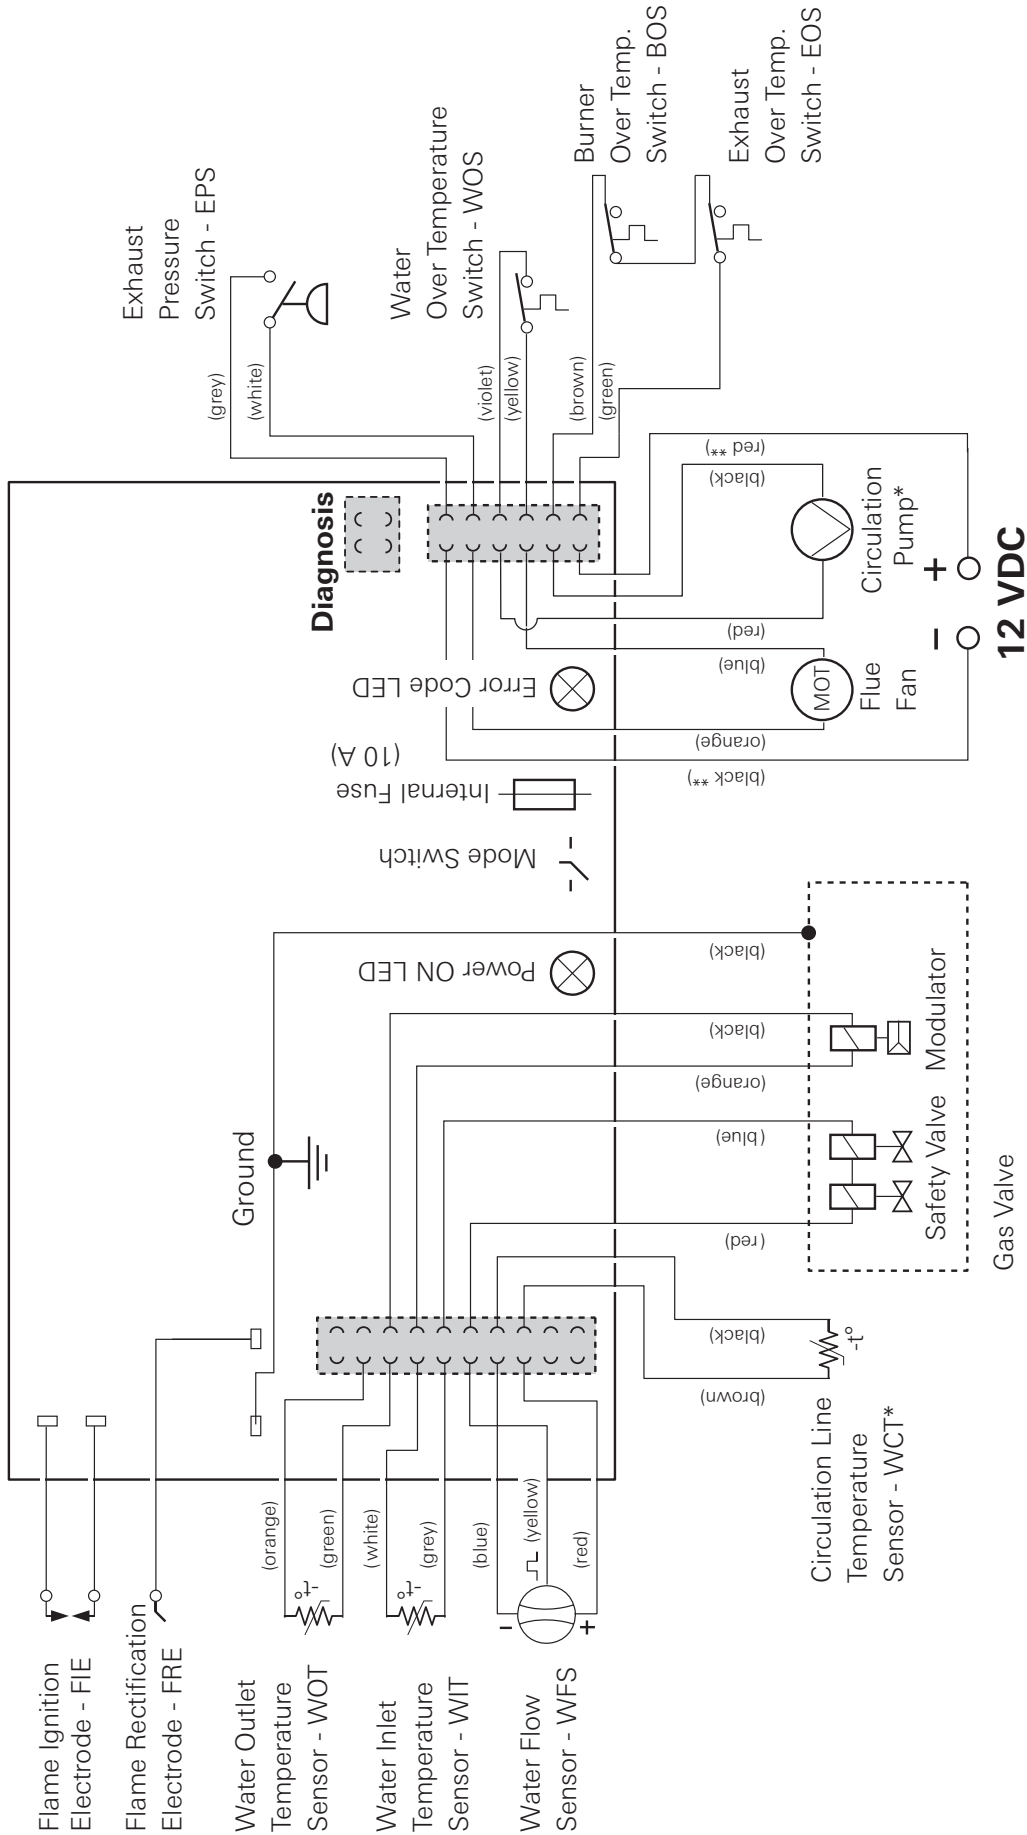 Flame Ignition
Electrode - FIE
Flame Rectification
Electrode - FRE
Water Outlet
Temperature
Sensor - WOT
Water Inlet
Temperature
Sensor - WIT
Water Flow
Sensor - WFS
(orange)
(green)
(white)
(grey)
(blue)
(yellow)
(red)
-t°
-t°
-
+
Ground
Circulation Line
Temperature
Sensor - WCT*
-t°
(brown)
(black)
(red)
(blue)
(orange)
(black)
(black)
Safety Valve
Modulator
Gas Valve
Power ON LED
Mode Switch
Internal Fuse
(10 A)
Error Code LED
Diagnosis
(black **)
(orange)
(blue)
(red)
(black)
(red **)
MOT
Flue
Fan
Circulation
Pump*
-
+
12 VDC
Exhaust
Pressure
Switch - EPS
(grey)
(white)
Water
Over Temperature
Switch - WOS
(violet)
(yellow)
Burner
Over Temp.
Switch - BOS
(brown)
(green)
Exhaust
Over Temp.
Switch - EOS